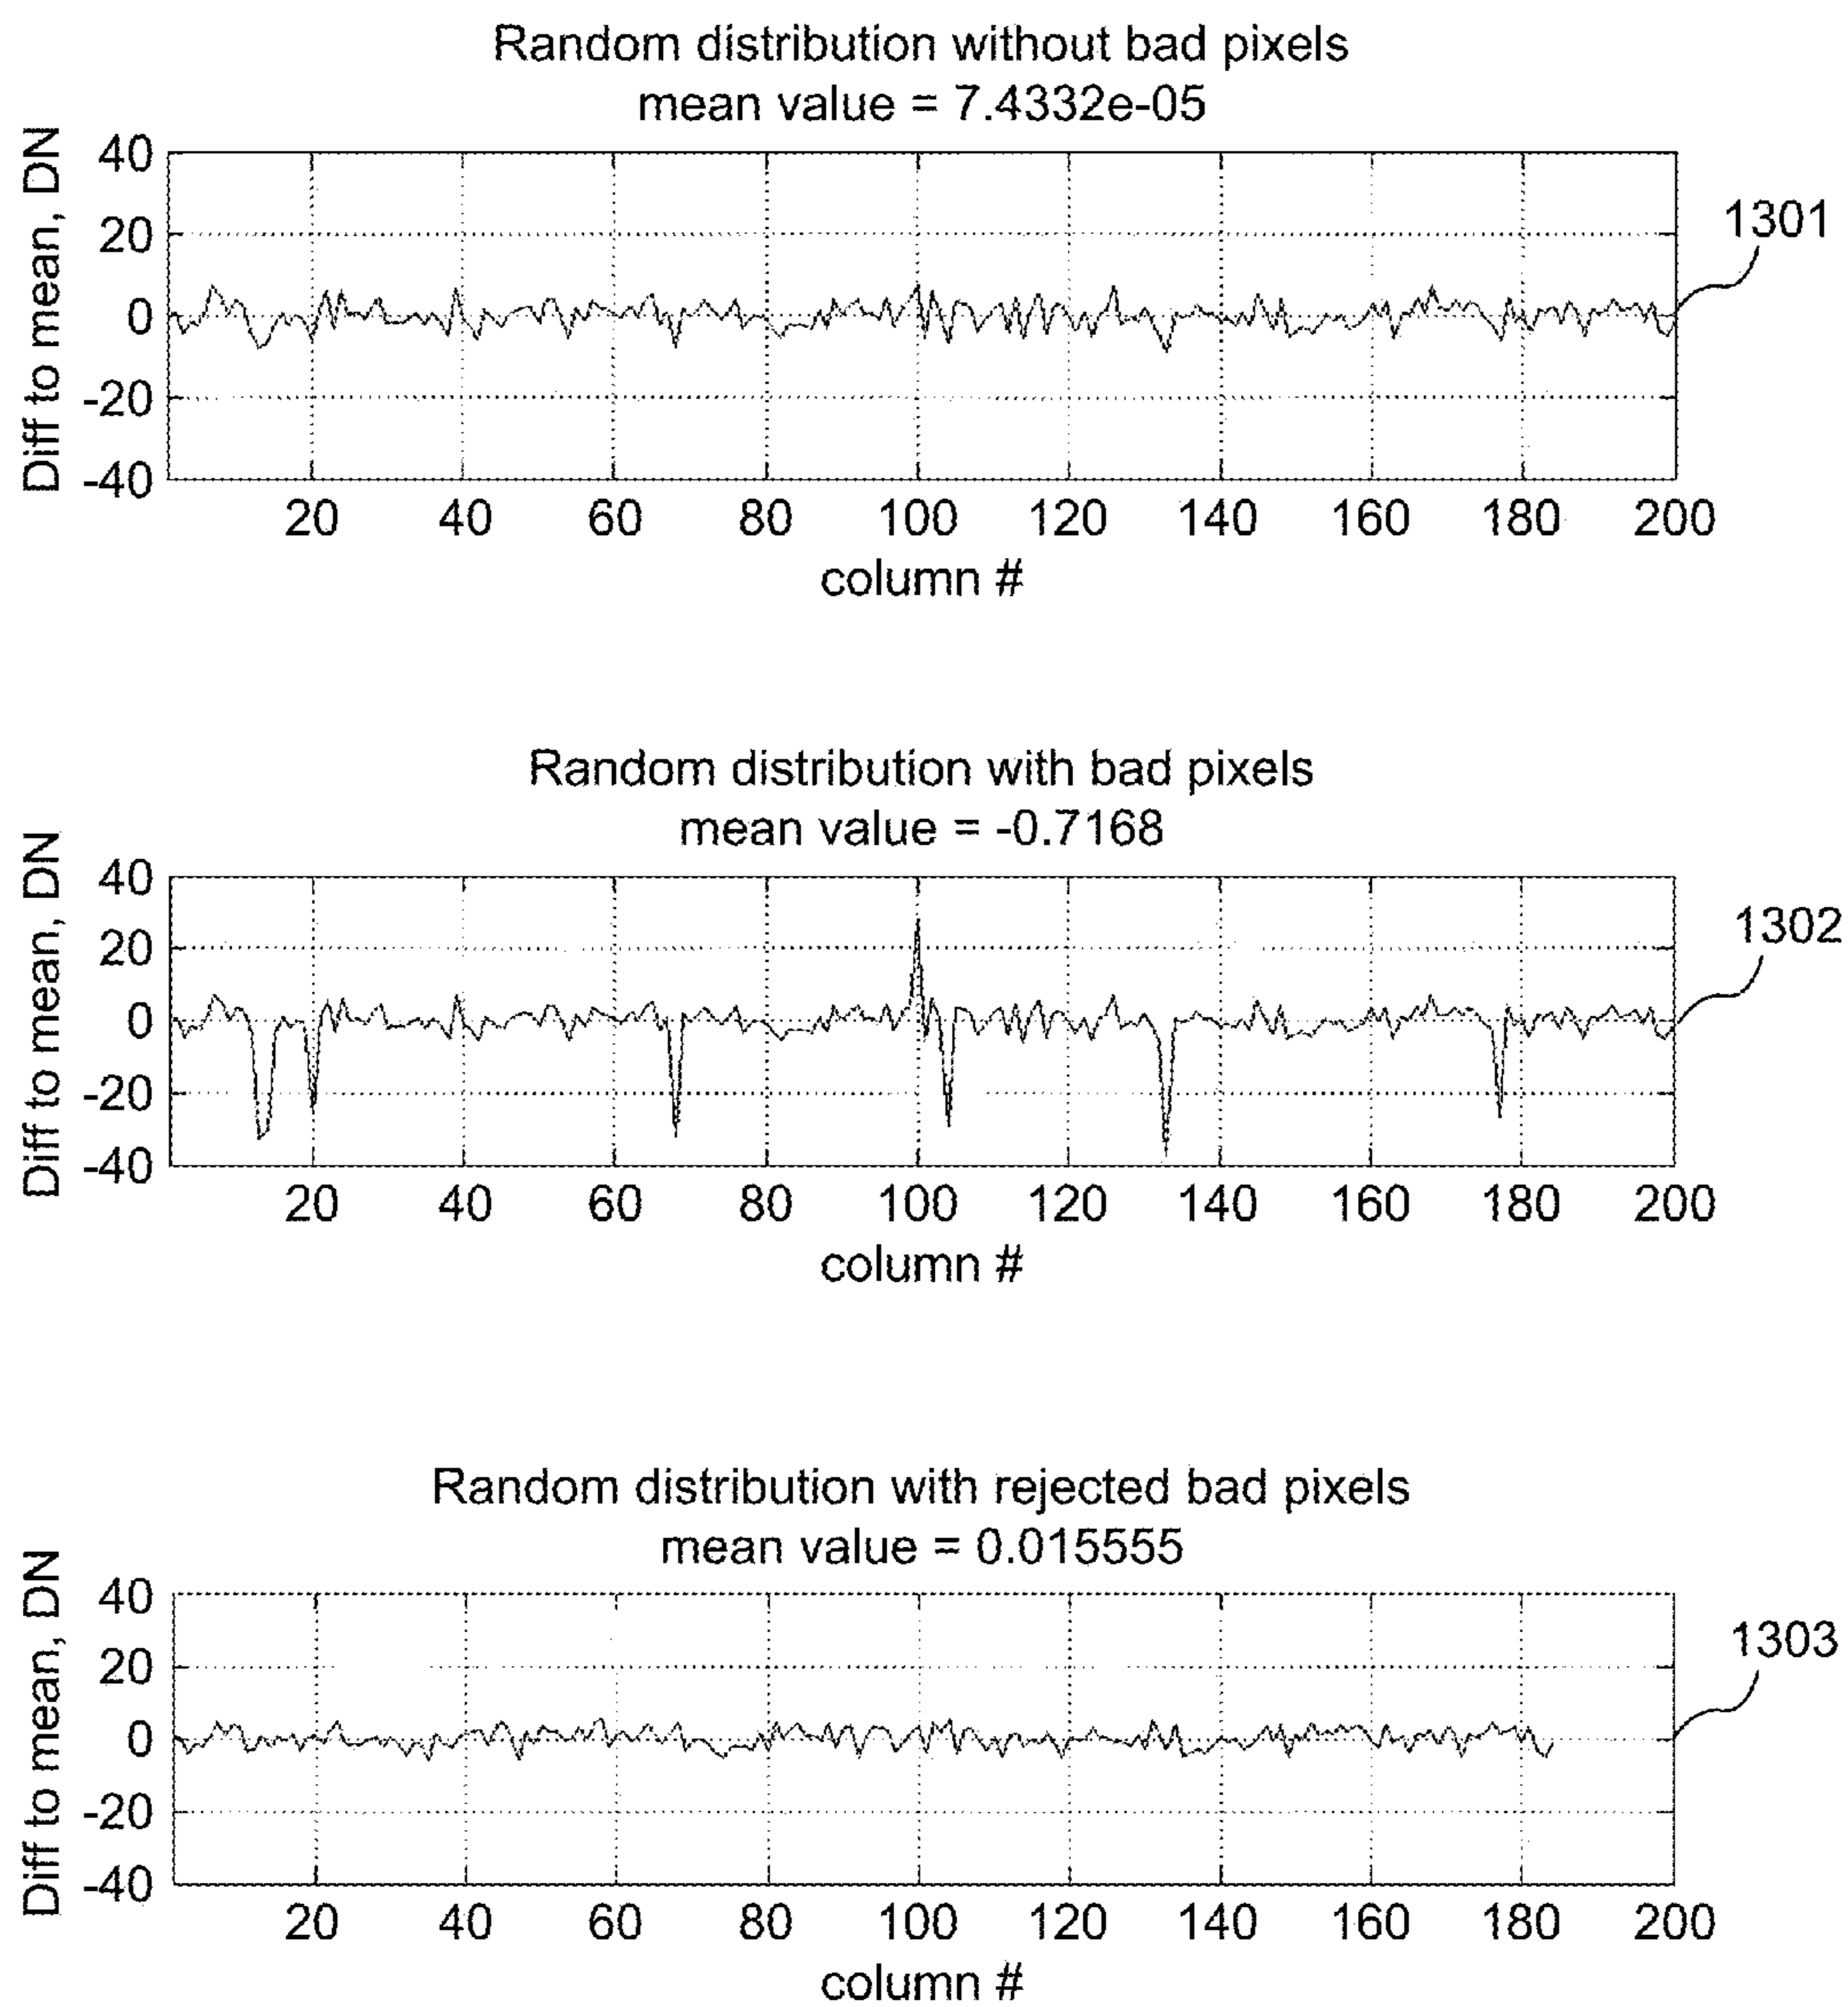 Random distribution without bad pixels
mean value = 7.4332e-05
Diff to mean, DN
40
20
0
-20
-40
1301
20 40 60 80 100 120 140 160 180 200
column #
Random distribution with bad pixels
mean value = -0.7168
Diff to mean, DN
40
20
0
-20
-40
1302
20 40 60 80 100 120 140 160 180 200
column #
Random distribution with rejected bad pixels
mean value = 0.015555
Diff to mean, DN
40
20
0
-20
-40
1303
20 40 60 80 100 120 140 160 180 200
column #